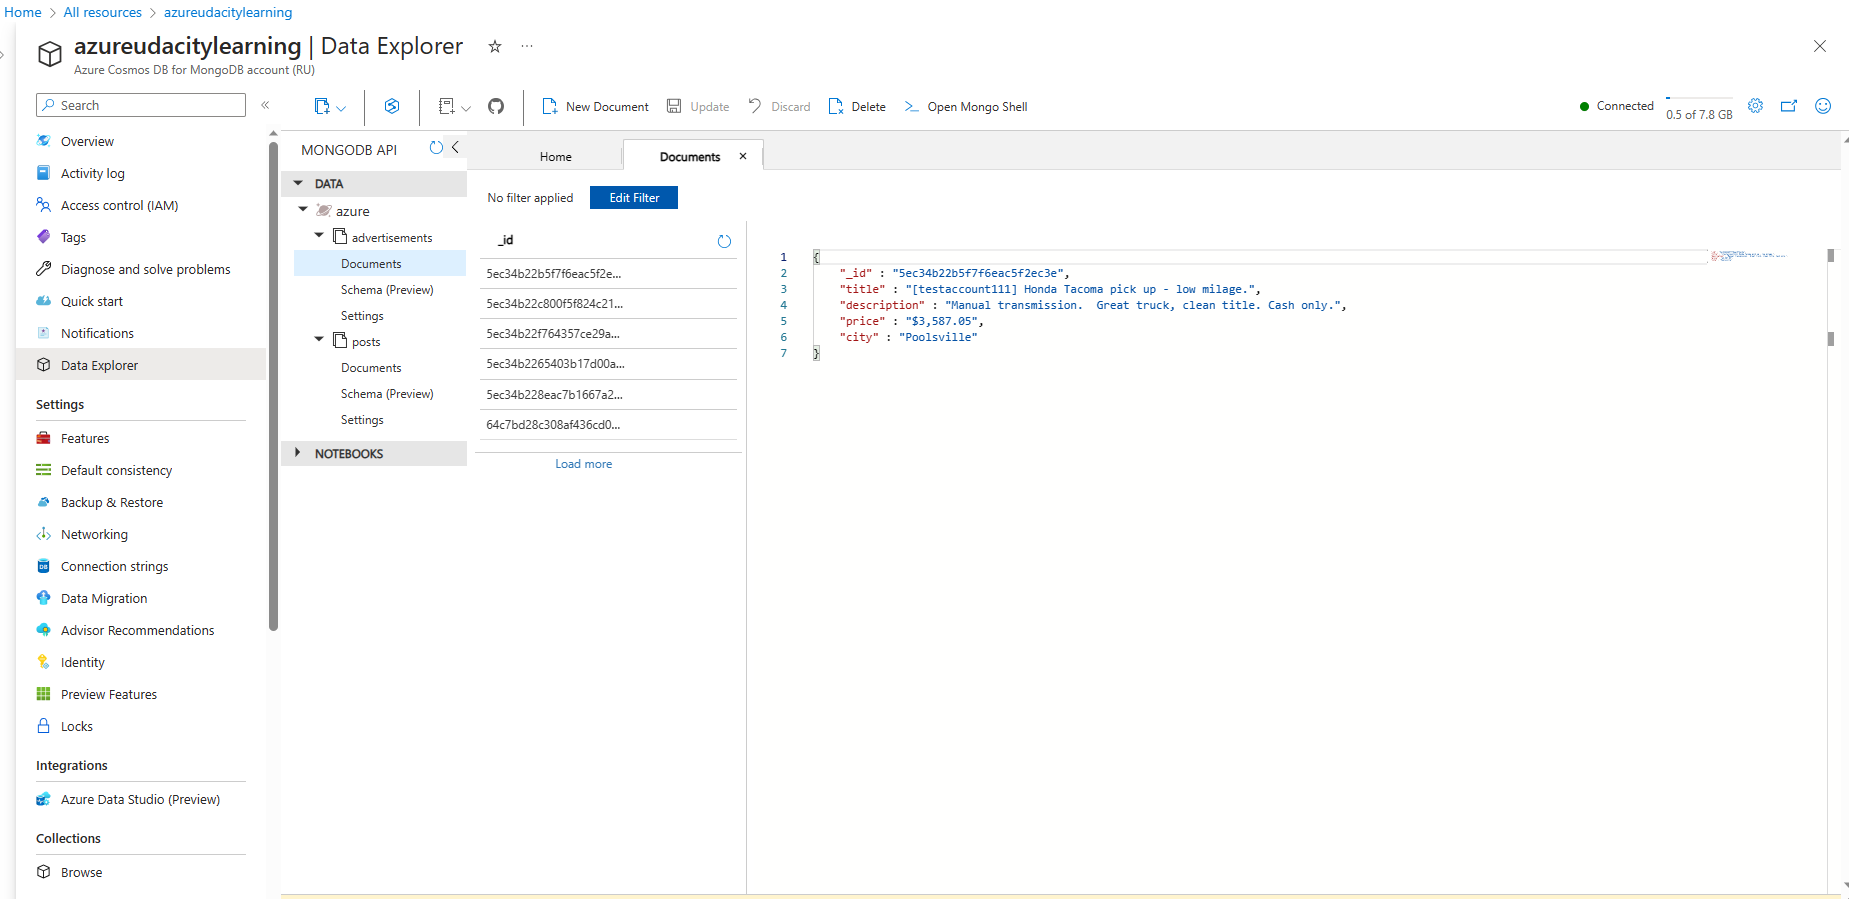 Home > All resources > azureudacitylearning
azureudacitylearning | Data Explorer
Azure Cosmos DB for MongoDB account (RU)
Search
Overview
Activity log
Access control (IAM)
Tags
Diagnose and solve problems
Quick start
Notifications
Data Explorer
Settings
Features
Default consistency
Backup & Restore
Networking
Connection strings
Data Migration
Advisor Recommendations
Identity
Preview Features
Locks
Integrations
Azure Data Studio (Preview)
Collections
Browse
New Document Update Discard Delete Open Mongo Shell
Connected 0.5 of 7.8 GB
MONGODB API
DATA
azure
advertisements
Documents
Schema (Preview)
Settings
posts
Documents
Schema (Preview)
Settings
NOTEBOOKS
Home Documents
No filter applied Edit Filter
_id
5ec34b22b5f7f6eac5f2e...
5ec34b22c800f5f824c21...
5ec34b22f764357ce29a...
5ec34b2265403b17d00a...
5ec34b228eac7b1667a2...
64c7bd28c308af436cd0...
Load more
1 {
2 "_id" : "5ec34b22b5f7f6eac5f2ec3e",
3 "title" : "[testaccount111] Honda Tacoma pick up - low milage.",
4 "description" : "Manual transmission.  Great truck, clean title. Cash only.",
5 "price" : "$3,587.05",
6 "city" : "Poolsville"
7 }